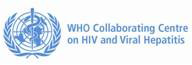 WHO Collaborating Centre
on HIV and Viral Hepatitis